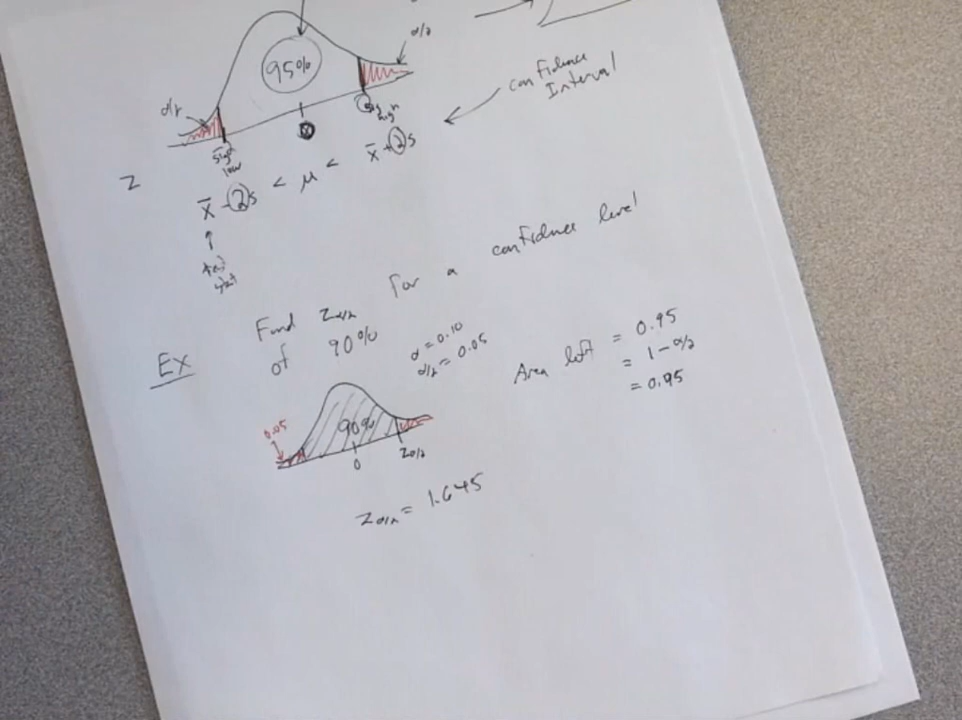 α/2
95%
α/2
sig high
confidence
Interval
sig low
z
x̄ - 2s < μ < x̄ + 2s
test
stat
Ex Find Zα/2 for a confidence level
of 90%
α = 0.10
α/2 = 0.05
Area left = 0.95
= 1 - α/2
= 0.95
0.05
90%
0
Zα/2
Zα/2 = 1.645